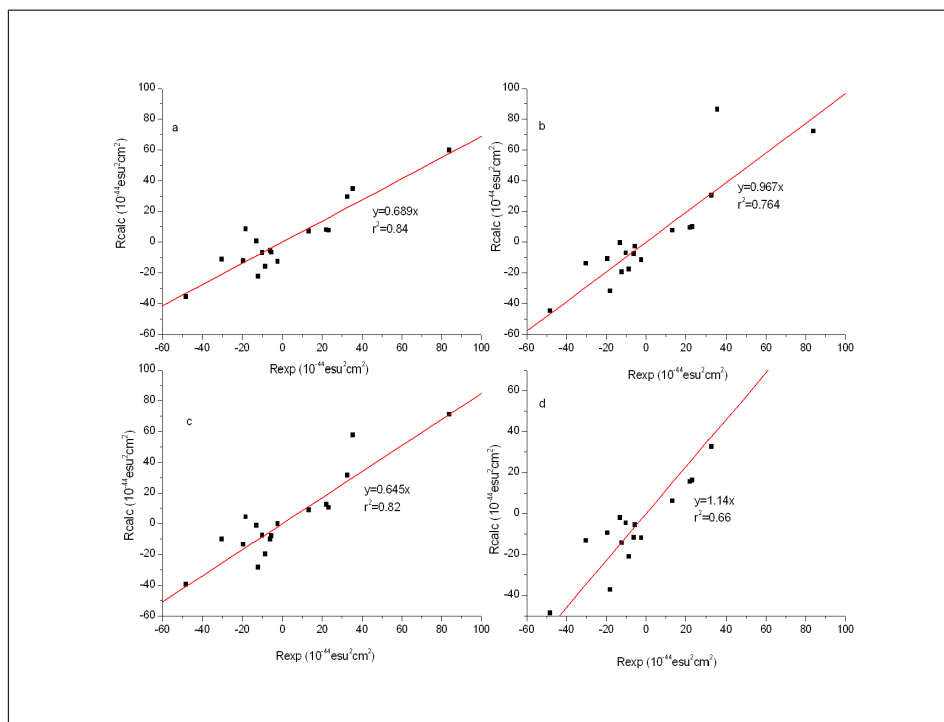 a
Rcalc (10⁻⁴⁴esu²cm²)
100
80
60
40
20
0
-20
-40
-60
y=0.689x
r²=0.84
-60 -40 -20 0 20 40 60 80 100
Rexp (10⁻⁴⁴esu²cm²)
b
Rcalc (10⁻⁴⁴esu²cm²)
100
80
60
40
20
0
-20
-40
-60
y=0.967x
r²=0.764
-60 -40 -20 0 20 40 60 80 100
Rexp (10⁻⁴⁴esu²cm²)
c
Rcalc (10⁻⁴⁴esu²cm²)
100
80
60
40
20
0
-20
-40
-60
y=0.645x
r²=0.82
-60 -40 -20 0 20 40 60 80 100
Rexp (10⁻⁴⁴esu²cm²)
d
Rcalc (10⁻⁴⁴esu²cm²)
60
40
20
0
-20
-40
y=1.14x
r²=0.66
-60 -40 -20 0 20 40 60 80 100
Rexp (10⁻⁴⁴esu²cm²)